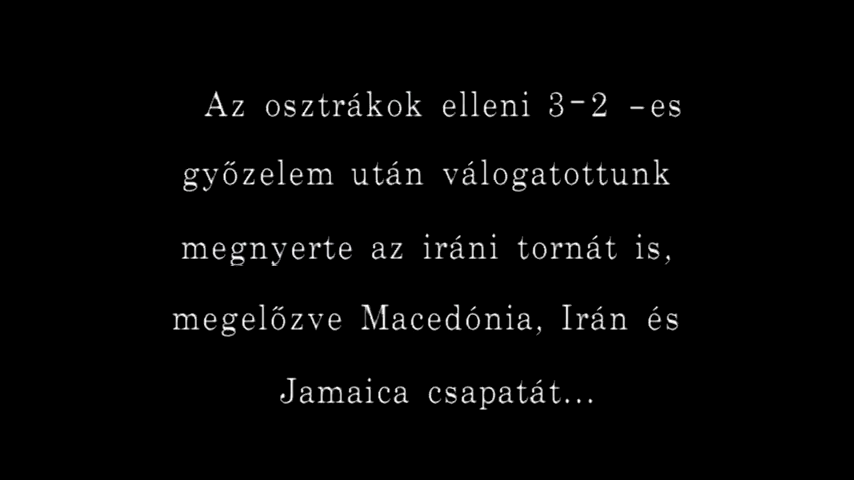 Az osztrákok elleni 3-2 -es
győzelem után válogatottunk
megnyerte az iráni tornát is,
megelőzve Macedónia, Irán és
Jamaica csapatát...